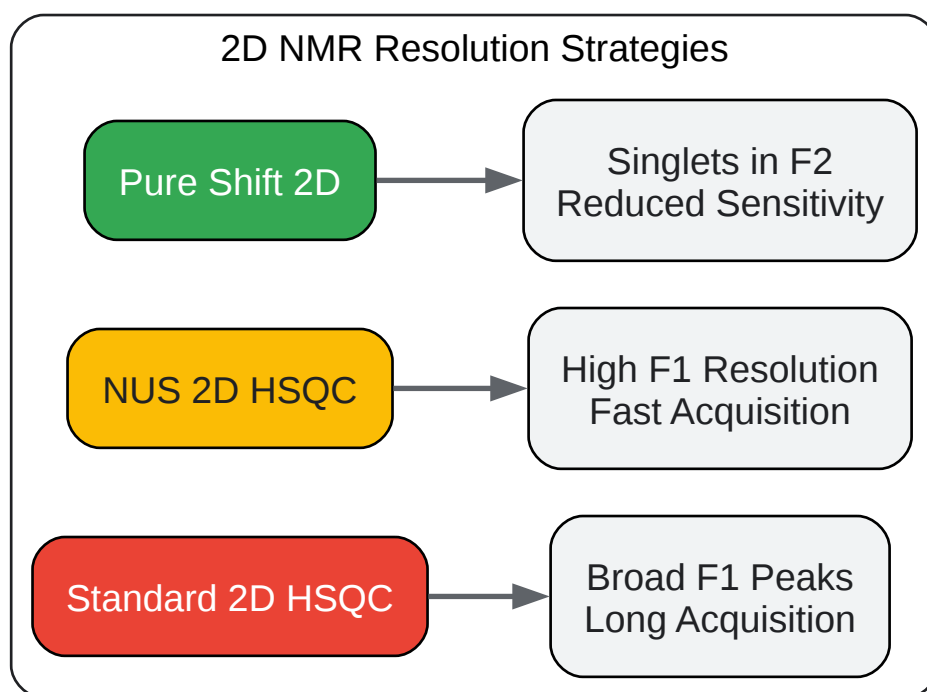 2D NMR Resolution Strategies
Pure Shift 2D
Singlets in F2
Reduced Sensitivity
NUS 2D HSQC
High F1 Resolution
Fast Acquisition
Standard 2D HSQC
Broad F1 Peaks
Long Acquisition